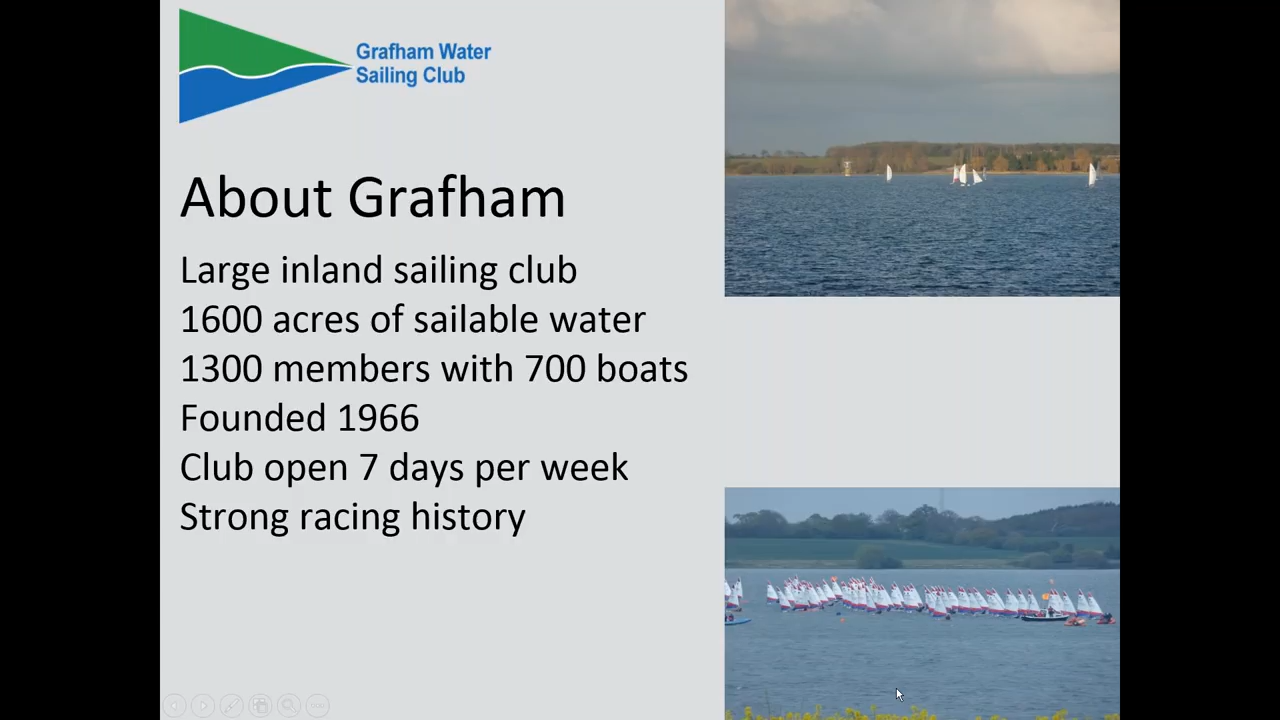 Grafham Water
Sailing Club
About Grafham
Large inland sailing club
1600 acres of sailable water
1300 members with 700 boats
Founded 1966
Club open 7 days per week
Strong racing history